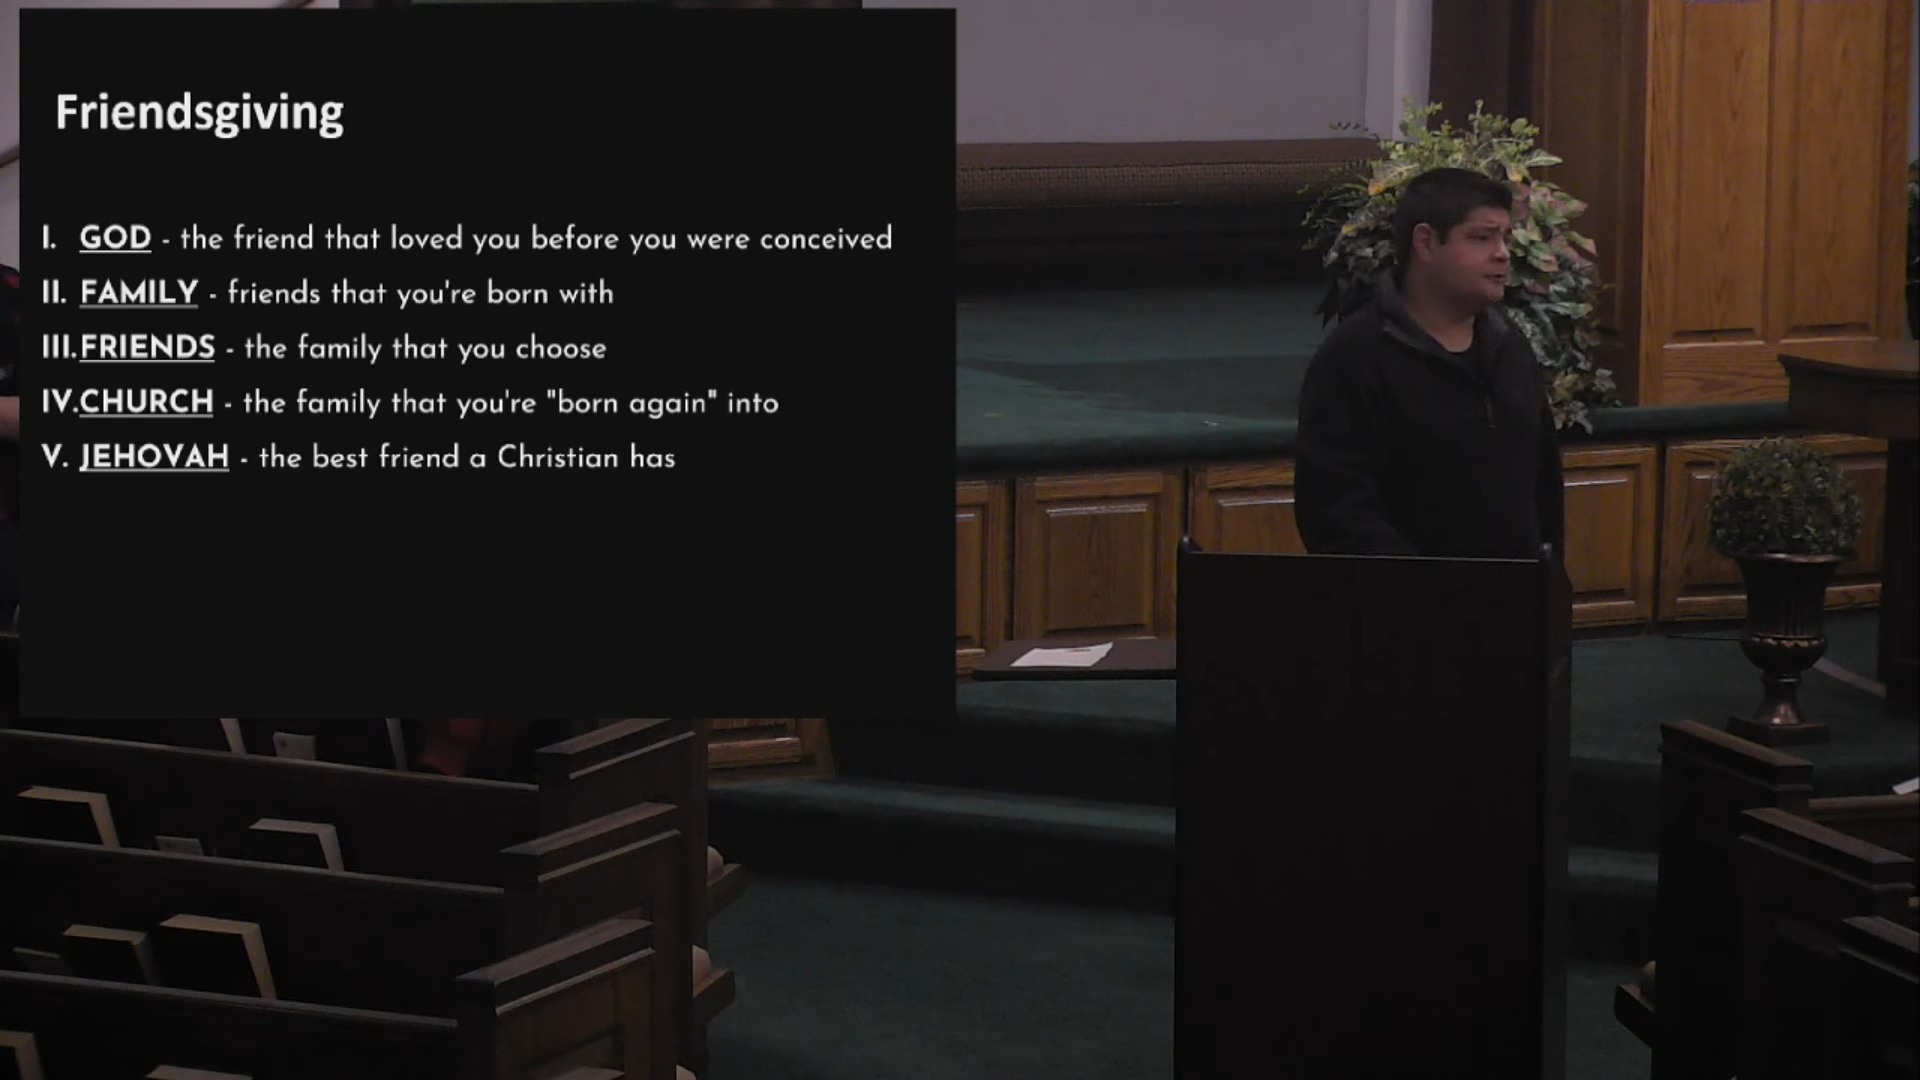 Friendsgiving
I. GOD - the friend that loved you before you were conceived
II. FAMILY - friends that you're born with
III. FRIENDS - the family that you choose
IV. CHURCH - the family that you're "born again" into
V. JEHOVAH - the best friend a Christian has